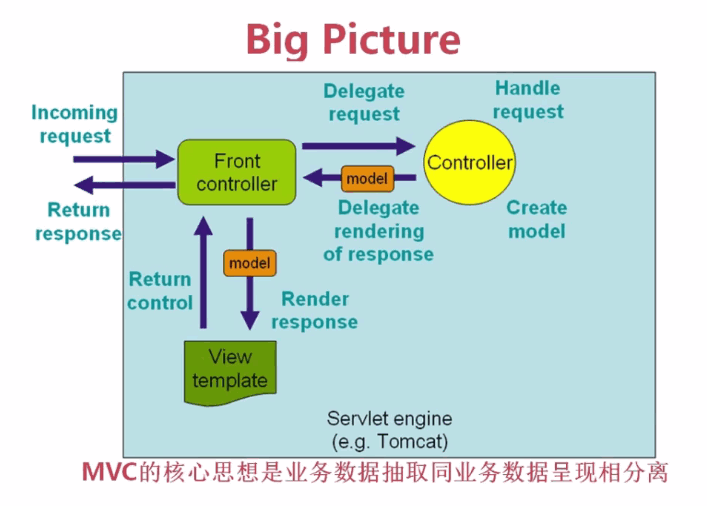 Big Picture
Incoming
request
Return
response
Front
controller
Delegate
request
model
Delegate
rendering
of response
Handle
request
Controller
Create
model
model
Return
control
Render
response
View
template
Servlet engine
(e.g. Tomcat)
MVC的核心思想是业务数据抽取同业务数据呈现相分离